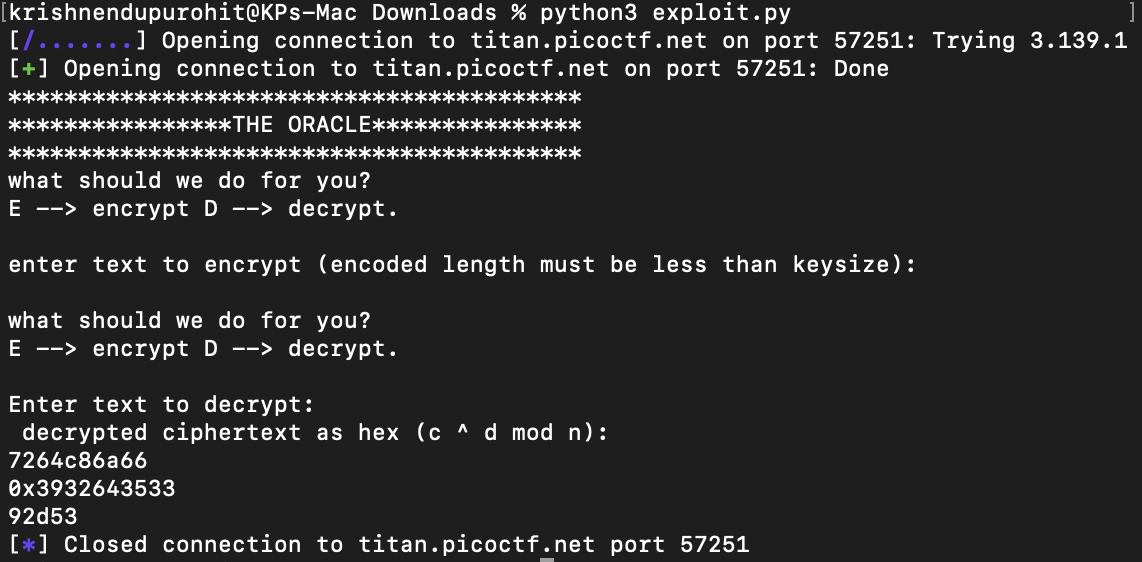 [krishnendupurohit@KPs-Mac Downloads % python3 exploit.py ]
[/.......] Opening connection to titan.picoctf.net on port 57251: Trying 3.139.1
[+] Opening connection to titan.picoctf.net on port 57251: Done
*****************************************
****************THE ORACLE***************
*****************************************
what should we do for you?
E --> encrypt D --> decrypt.
enter text to encrypt (encoded length must be less than keysize):
what should we do for you?
E --> encrypt D --> decrypt.
Enter text to decrypt:
decrypted ciphertext as hex (c ^ d mod n):
7264c86a66
0x3932643533
92d53
[*] Closed connection to titan.picoctf.net port 57251